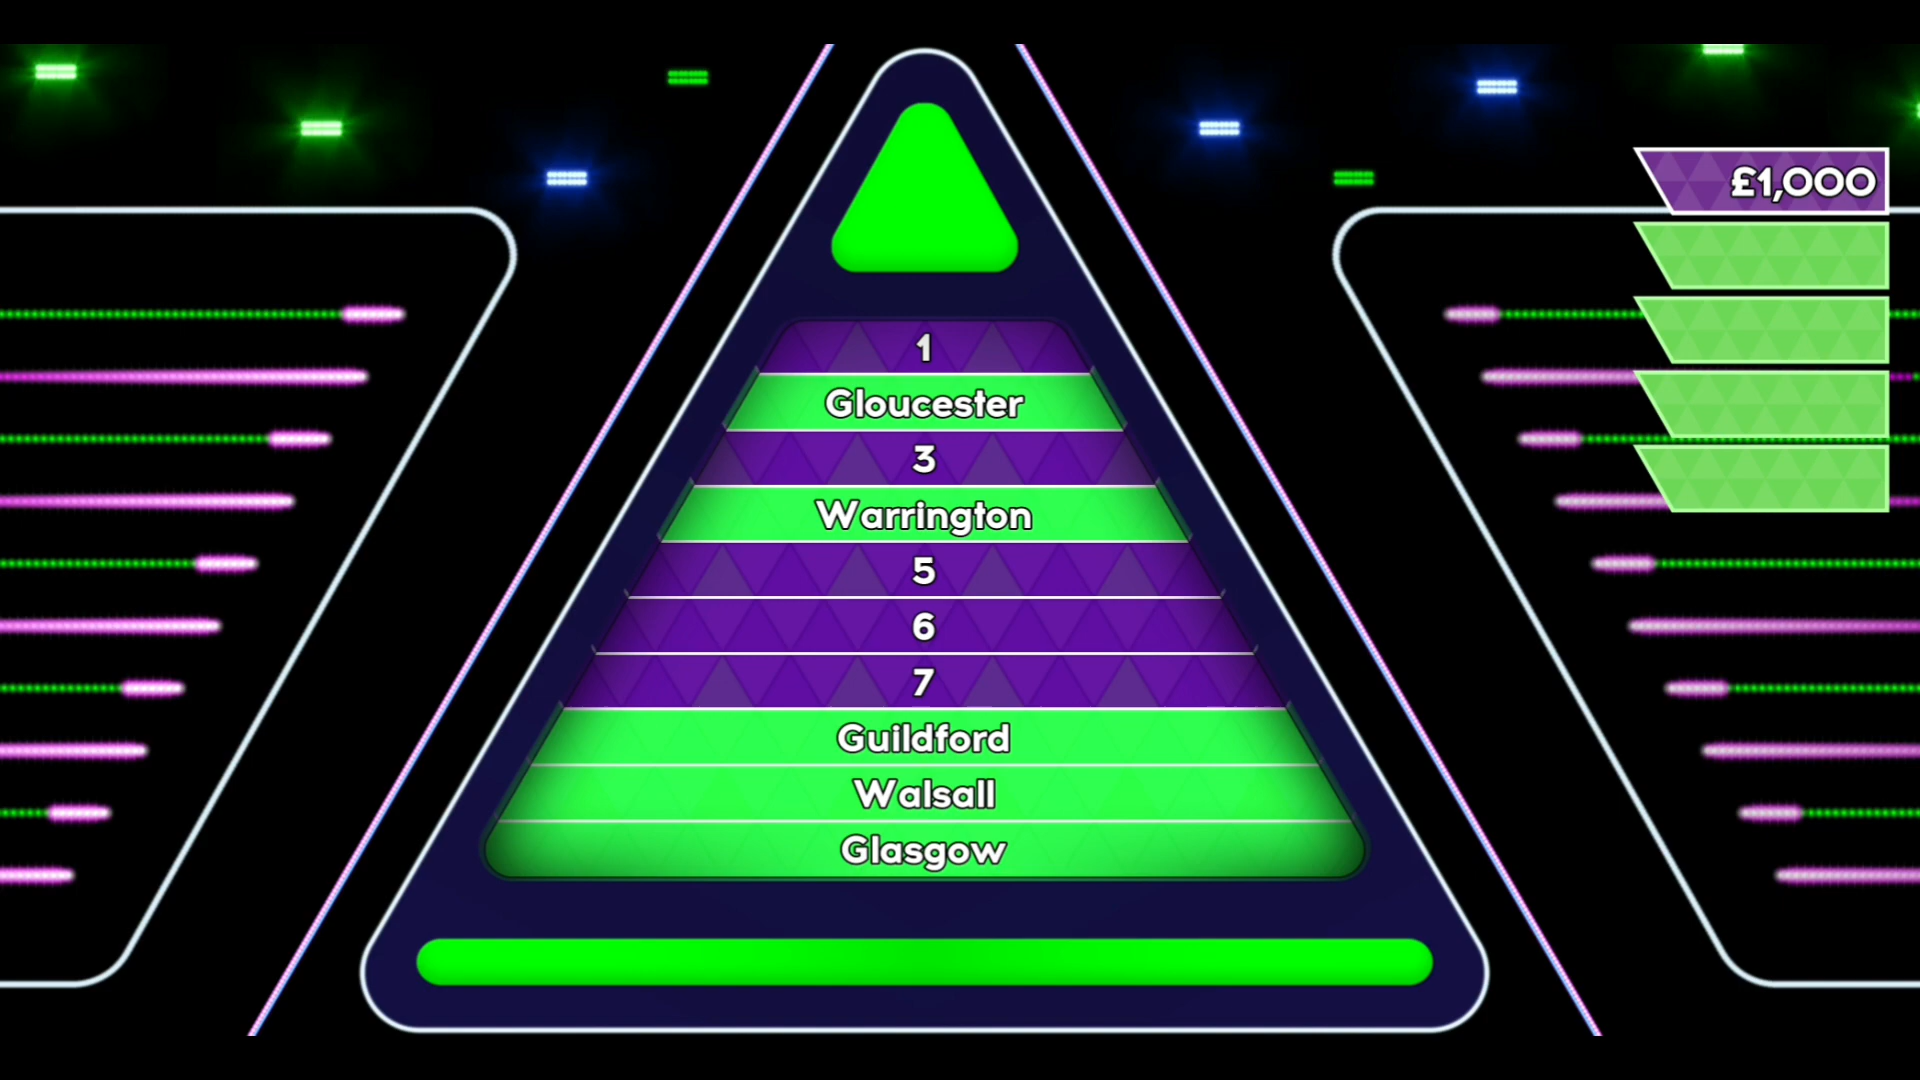 £1,000
1
Gloucester
3
Warrington
5
6
7
Guildford
Walsall
Glasgow